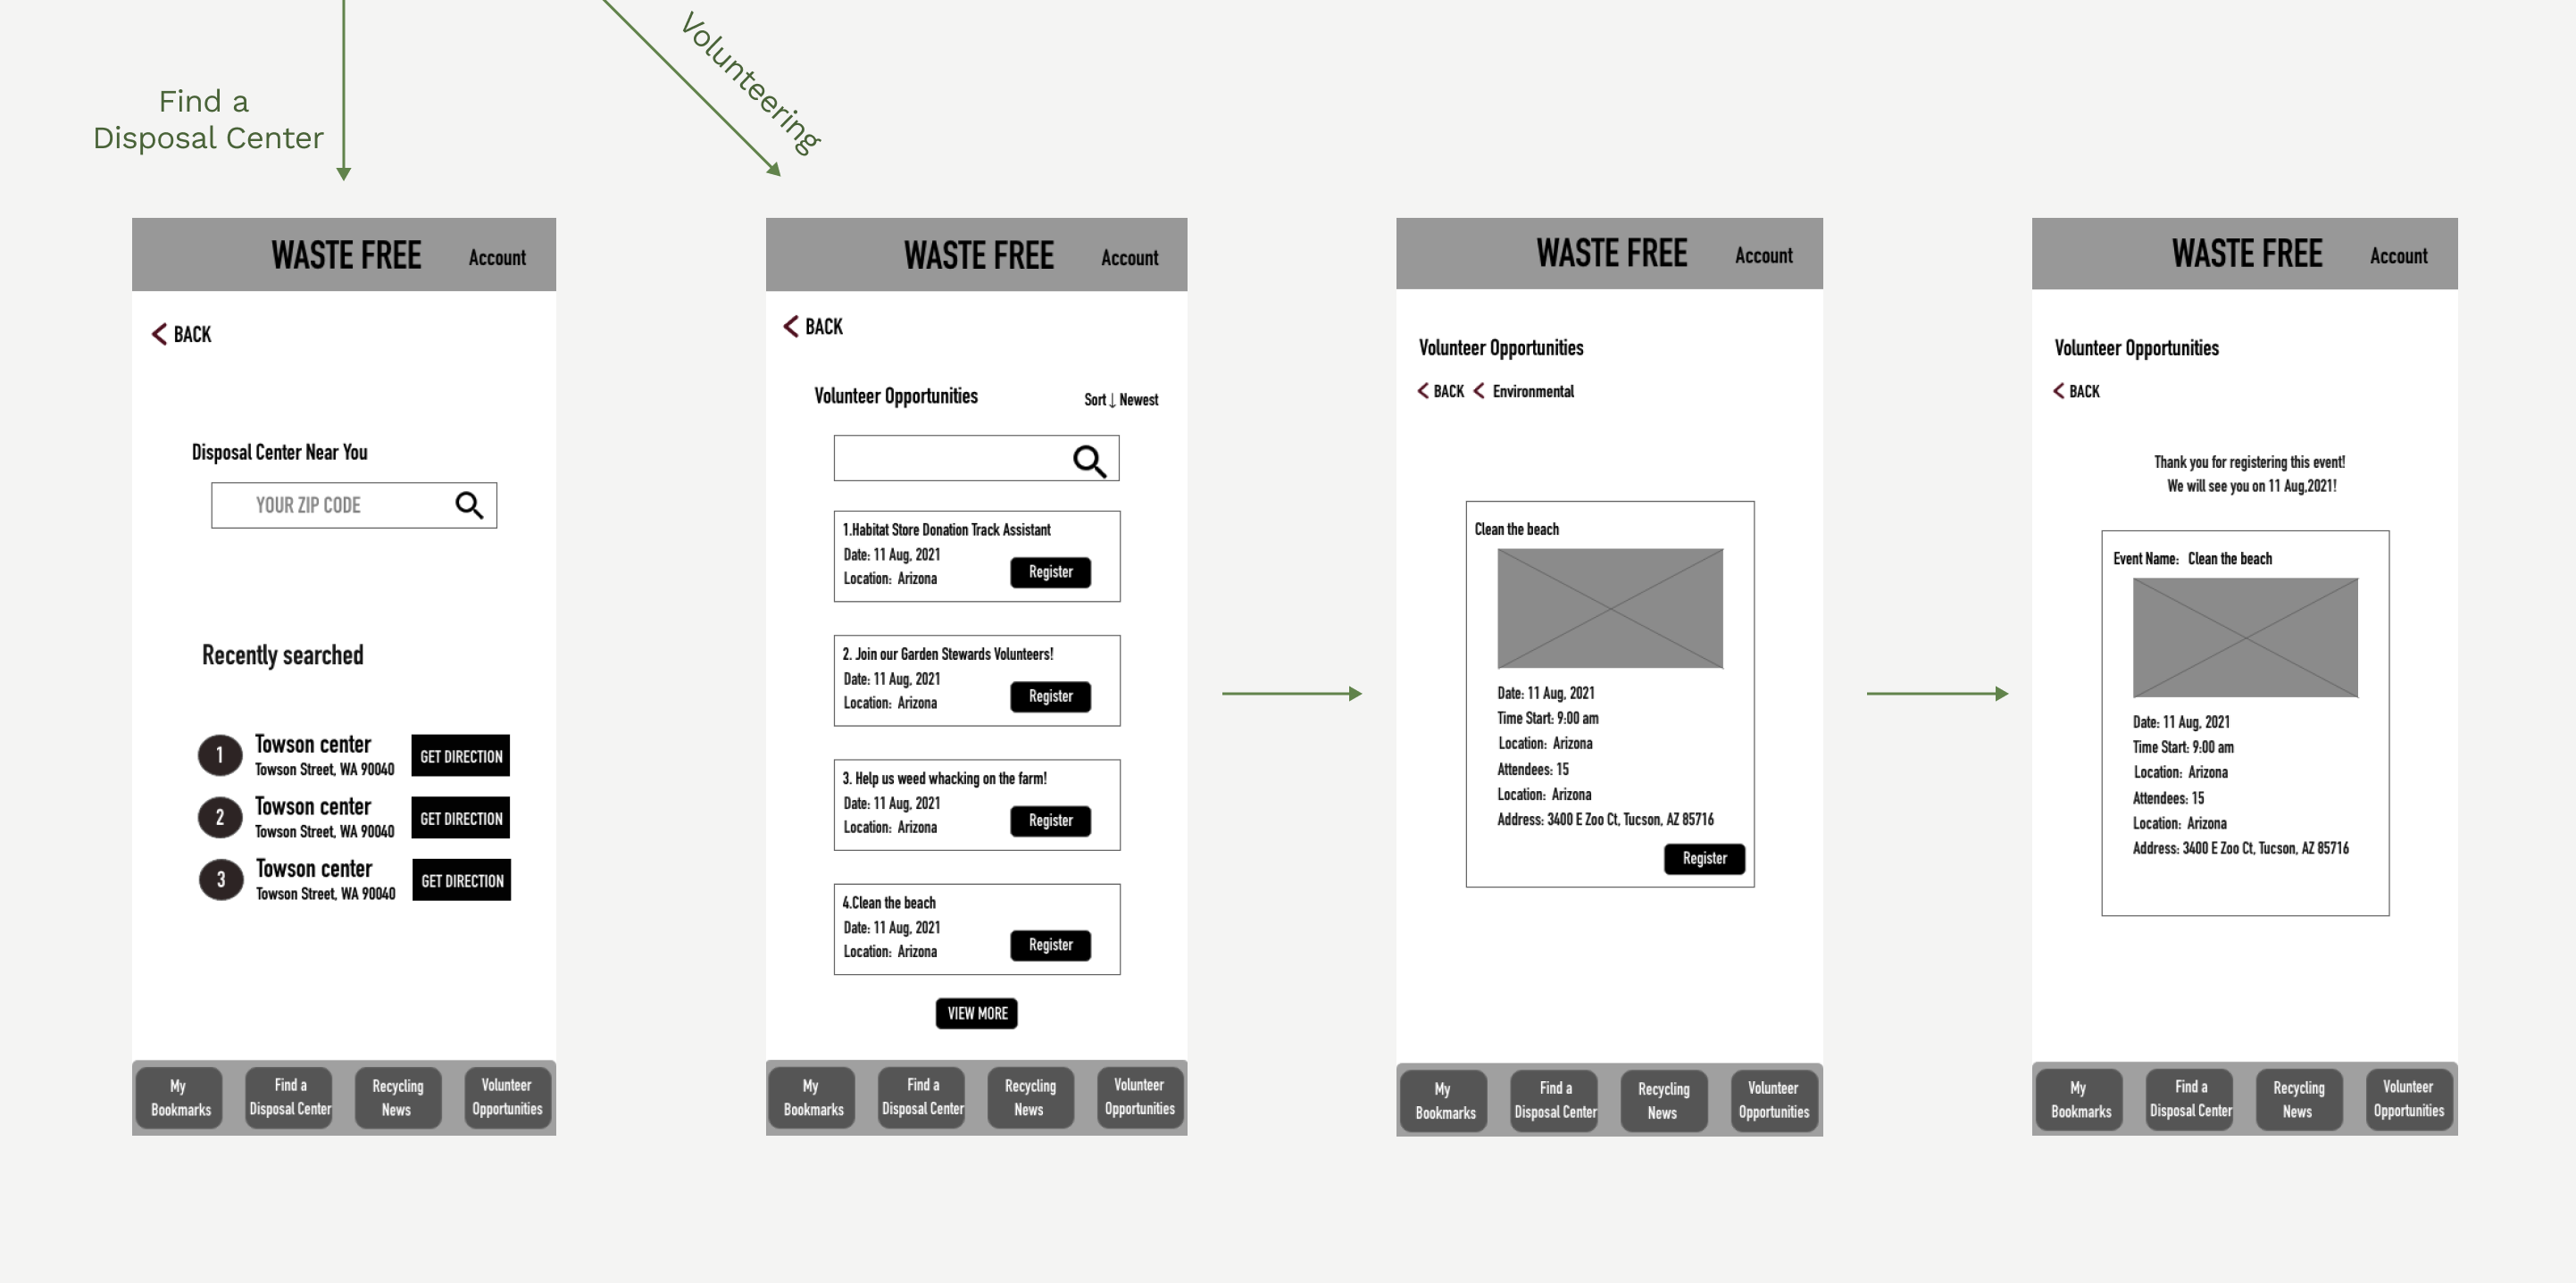 Find a
Disposal Center
Volunteering
WASTE FREE Account
BACK
Disposal Center Near You
YOUR ZIP CODE
Recently searched
1 Towson center
Towson Street, WA 90040
GET DIRECTION
2 Towson center
Towson Street, WA 90040
GET DIRECTION
3 Towson center
Towson Street, WA 90040
GET DIRECTION
My
Bookmarks
Find a
Disposal Center
Recycling
News
Volunteer
Opportunities
WASTE FREE Account
BACK
Volunteer Opportunities
Sort ↓ Newest
1.Habitat Store Donation Track Assistant
Date: 11 Aug, 2021
Location: Arizona
Register
2. Join our Garden Stewards Volunteers!
Date: 11 Aug, 2021
Location: Arizona
Register
3. Help us weed whacking on the farm!
Date: 11 Aug, 2021
Location: Arizona
Register
4.Clean the beach
Date: 11 Aug, 2021
Location: Arizona
Register
VIEW MORE
My
Bookmarks
Find a
Disposal Center
Recycling
News
Volunteer
Opportunities
WASTE FREE Account
Volunteer Opportunities
BACK Environmental
Clean the beach
Date: 11 Aug, 2021
Time Start: 9:00 am
Location: Arizona
Attendees: 15
Location: Arizona
Address: 3400 E Zoo Ct, Tucson, AZ 85716
Register
My
Bookmarks
Find a
Disposal Center
Recycling
News
Volunteer
Opportunities
WASTE FREE Account
Volunteer Opportunities
BACK
Thank you for registering this event!
We will see you on 11 Aug,2021!
Event Name: Clean the beach
Date: 11 Aug, 2021
Time Start: 9:00 am
Location: Arizona
Attendees: 15
Location: Arizona
Address: 3400 E Zoo Ct, Tucson, AZ 85716
My
Bookmarks
Find a
Disposal Center
Recycling
News
Volunteer
Opportunities